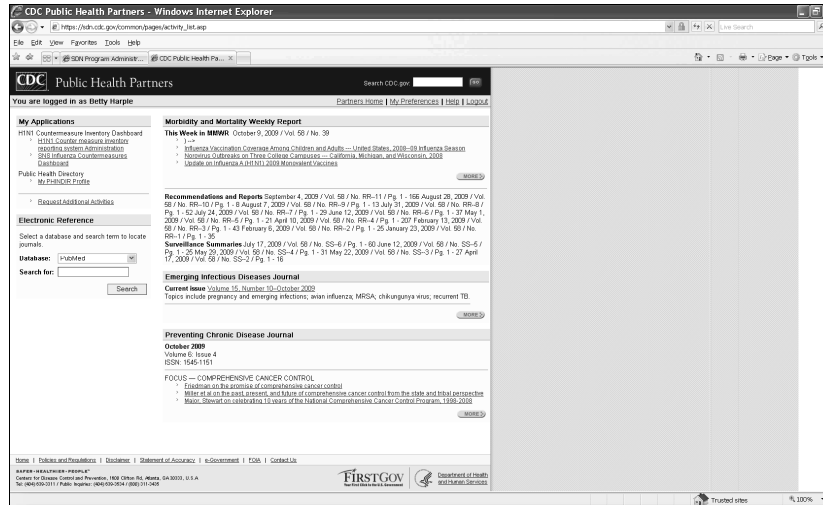 CDC Public Health Partners - Windows Internet Explorer
https://sdn.cdc.gov/common/pages/activity_list.asp
Live Search
File Edit View Favorites Tools Help
SDN Program Administr... CDC Public Health Pa... X
Page Tools
CDC Public Health Partners
Search CDC.gov:
You are logged in as Betty Harple
Partners Home | My Preferences | Help | Logout
My Applications
H1N1 Countermeasure Inventory Dashboard
H1N1 Counter measure inventory
reporting system Administration
SNS Influenza Countermeasures
Dashboard
Public Health Directory
My PHINDIR Profile
Request Additional Activities
Electronic Reference
Select a database and search term to locate
journals.
Database: PubMed
Search for:
Search
Morbidity and Mortality Weekly Report
This Week in MMWR October 9, 2009 / Vol. 58 / No. 39
) -->
Influenza Vaccination Coverage Among Children and Adults --- United States, 2008–09 Influenza Season
Norovirus Outbreaks on Three College Campuses --- California, Michigan, and Wisconsin, 2008
Update on Influenza A (H1N1) 2009 Monovalent Vaccines
MORE
Recommendations and Reports September 4, 2009 / Vol. 58 / No. RR–11 / Pg. 1 - 166 August 28, 2009 / Vol.
58 / No. RR–10 / Pg. 1 - 8 August 7, 2009 / Vol. 58 / No. RR–9 / Pg. 1 - 13 July 31, 2009 / Vol. 58 / No. RR–8 /
Pg. 1 - 52 July 24, 2009 / Vol. 58 / No. RR–7 / Pg. 1 - 29 June 12, 2009 / Vol. 58 / No. RR–6 / Pg. 1 - 37 May 1,
2009 / Vol. 58 / No. RR–5 / Pg. 1 - 21 April 10, 2009 / Vol. 58 / No. RR–4 / Pg. 1 - 207 February 13, 2009 / Vol.
58 / No. RR–3 / Pg. 1 - 43 February 6, 2009 / Vol. 58 / No. RR–2 / Pg. 1 - 25 January 23, 2009 / Vol. 58 / No.
RR–1 / Pg. 1 - 35
Surveillance Summaries July 17, 2009 / Vol. 58 / No. SS–6 / Pg. 1 - 60 June 12, 2009 / Vol. 58 / No. SS–5 /
Pg. 1 - 25 May 29, 2009 / Vol. 58 / No. SS–4 / Pg. 1 - 31 May 22, 2009 / Vol. 58 / No. SS–3 / Pg. 1 - 27 April
17, 2009 / Vol. 58 / No. SS–2 / Pg. 1 - 16
Emerging Infectious Diseases Journal
Current issue Volume 15, Number 10–October 2009
Topics include pregnancy and emerging infections; avian influenza; MRSA; chikungunya virus; recurrent TB.
MORE
Preventing Chronic Disease Journal
October 2009
Volume 6: Issue 4
ISSN: 1545-1151
FOCUS — COMPREHENSIVE CANCER CONTROL
Friedman on the promise of comprehensive cancer control
Miller et al on the past, present, and future of comprehensive cancer control from the state and tribal perspective
Major, Stewart on celebrating 10 years of the National Comprehensive Cancer Control Program, 1998-2008
MORE
Home | Policies and Regulations | Disclaimer | Statement of Accuracy | e-Government | FOIA | Contact Us
SAFER•HEALTHIER•PEOPLE
Centers for Disease Control and Prevention, 1600 Clifton Rd, Atlanta, GA 30333, U.S.A
Tel: (404) 639-3311 / Public Inquiries: (404) 639-3534 / (800) 311-3435
FIRSTGOV
Your First Click to the U.S. Government
Department of Health
and Human Services
Trusted sites
100%